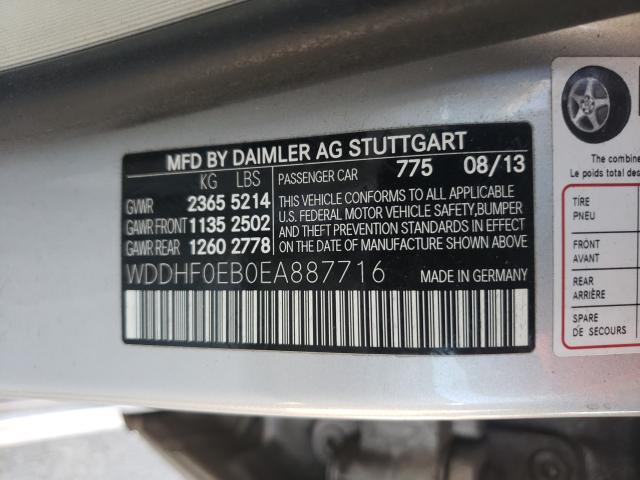 MFD BY DAIMLER AG STUTTGART
KG LBS
PASSENGER CAR 775 08/13
GVWR 2365 5214
GAWR FRONT 1135 2502
GAWR REAR 1260 2778
THIS VEHICLE CONFORMS TO ALL APPLICABLE
U.S. FEDERAL MOTOR VEHICLE SAFETY, BUMPER
AND THEFT PREVENTION STANDARDS IN EFFECT
ON THE DATE OF MANUFACTURE SHOWN ABOVE
WDDHF0EB0EA887716 MADE IN GERMANY
The combined
Le poids total des
TIRE
PNEU
FRONT
AVANT
REAR
ARRIÈRE
SPARE
DE SECOURS